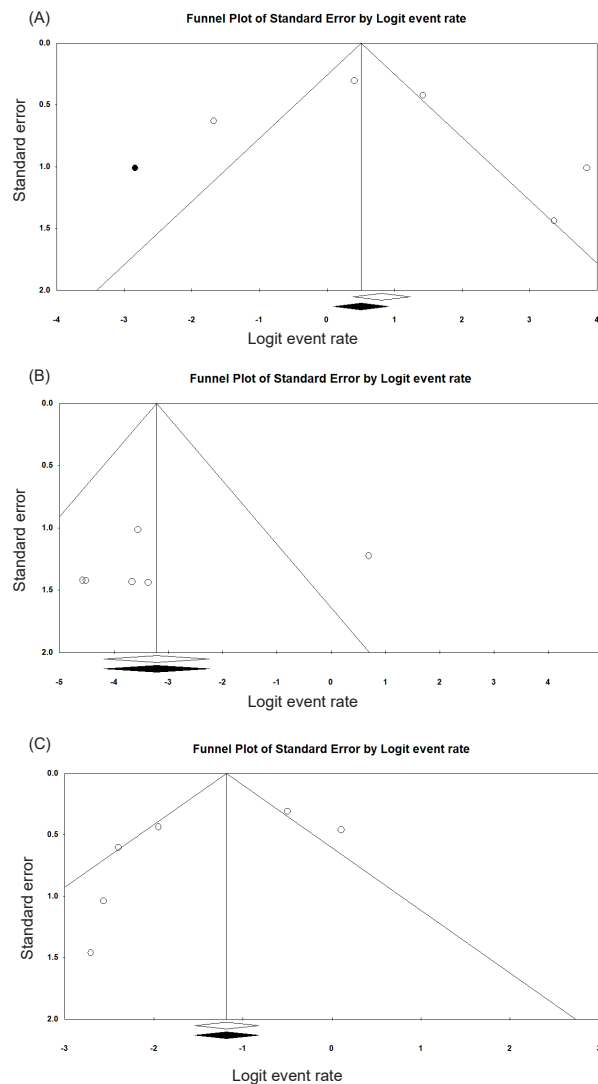 (A)
Funnel Plot of Standard Error by Logit event rate
Standard error
0.0
0.5
1.0
1.5
2.0
-4 -3 -2 -1 0 1 2 3 4
Logit event rate
(B)
Funnel Plot of Standard Error by Logit event rate
Standard error
0.0
0.5
1.0
1.5
2.0
-5 -4 -3 -2 -1 0 1 2 3 4
Logit event rate
(C)
Funnel Plot of Standard Error by Logit event rate
Standard error
0.0
0.5
1.0
1.5
2.0
-3 -2 -1 0 1 2 3
Logit event rate